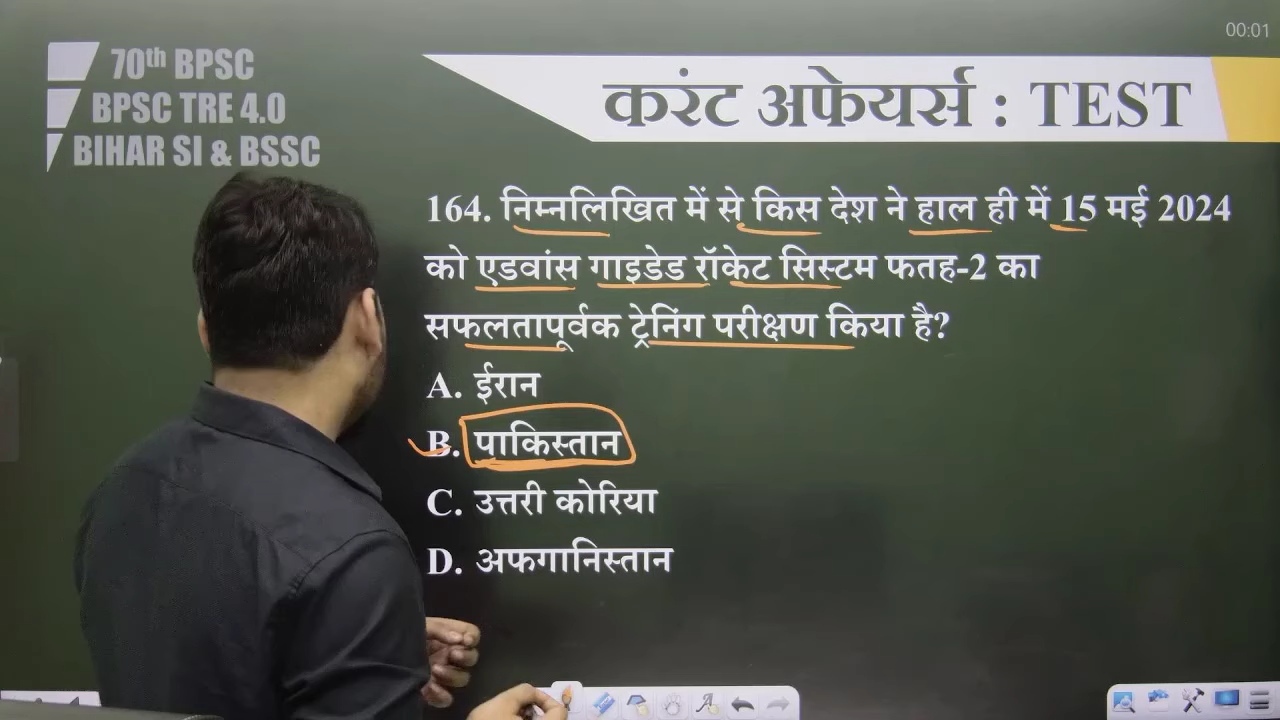 00:01
70th BPSC
BPSC TRE 4.0
BIHAR SI & BSSC
करंट अफेयर्स : TEST
164. निम्नलिखित में से किस देश ने हाल ही में 15 मई 2024
को एडवांस गाइडेड रॉकेट सिस्टम फतह-2 का
सफलतापूर्वक ट्रेनिंग परीक्षण किया है?
A. ईरान
B. पाकिस्तान
C. उत्तरी कोरिया
D. अफगानिस्तान